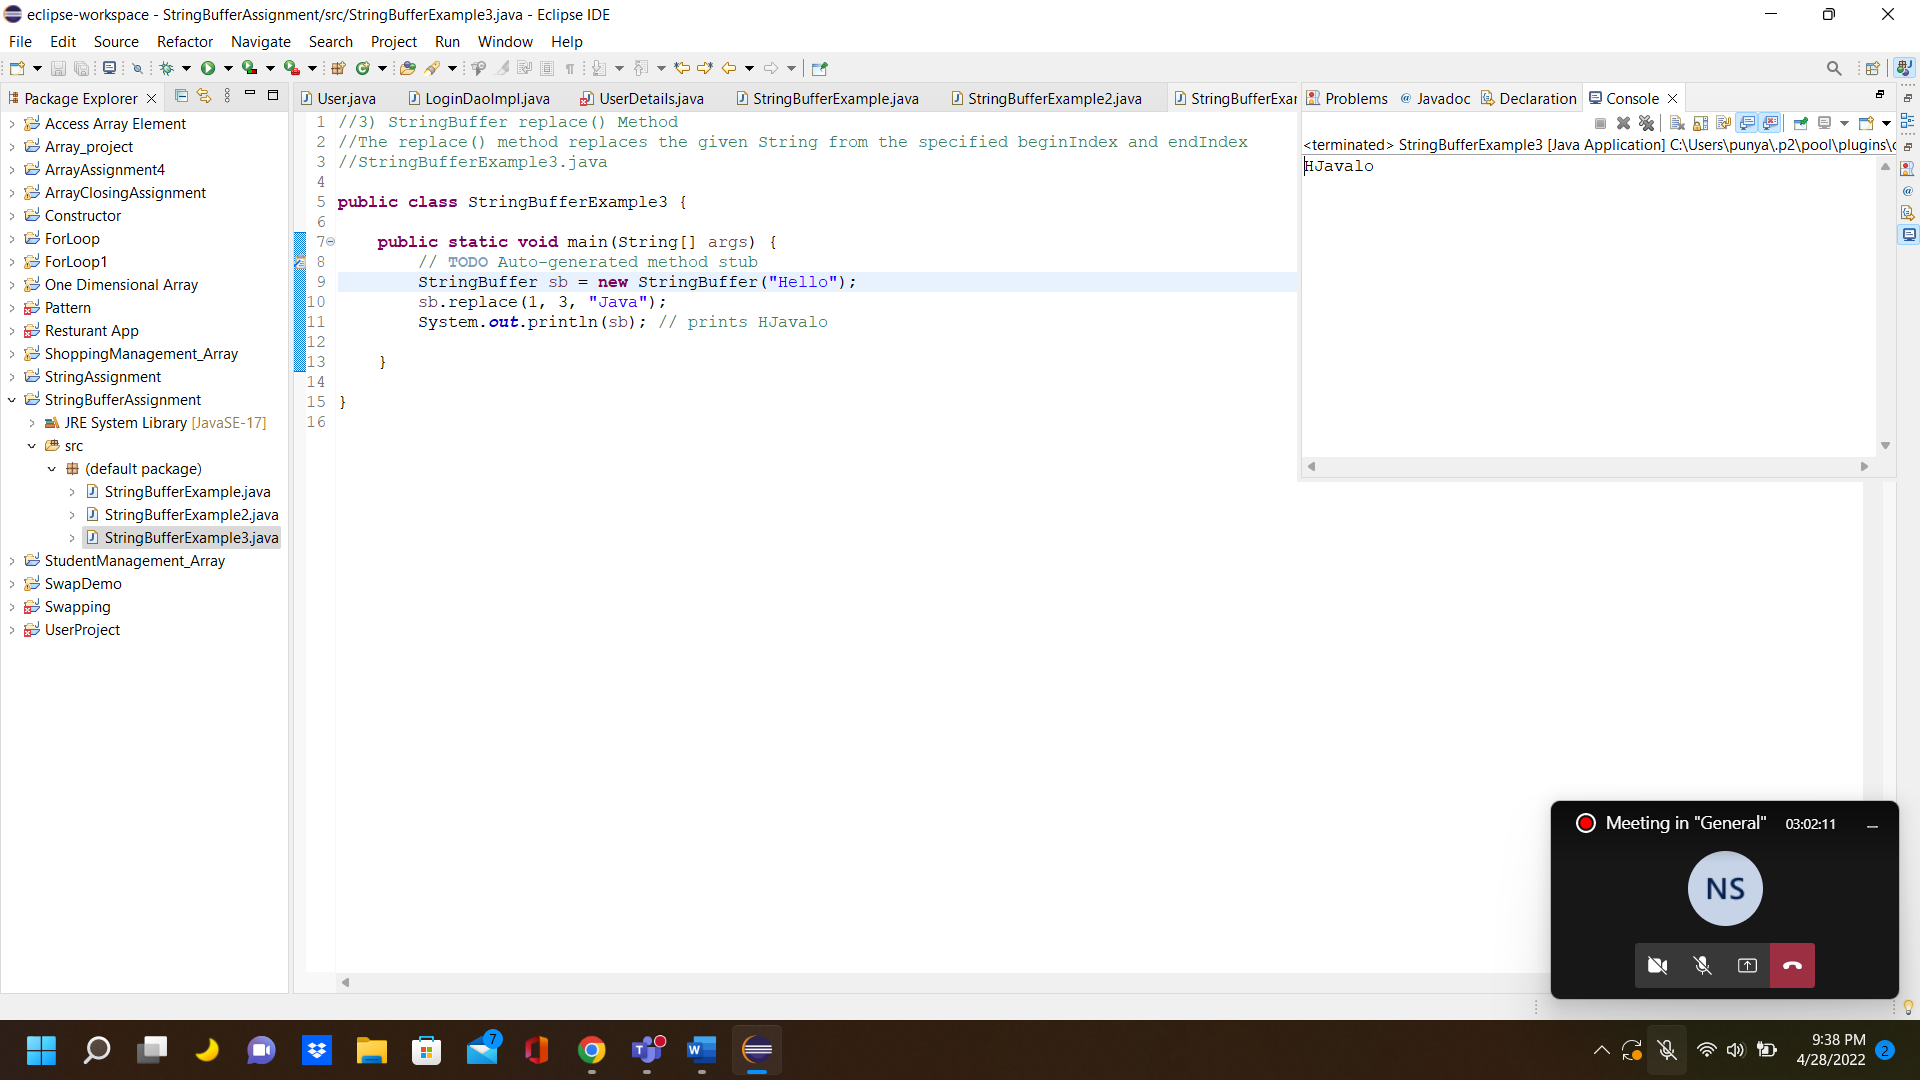 eclipse-workspace - StringBufferAssignment/src/StringBufferExample3.java - Eclipse IDE
File Edit Source Refactor Navigate Search Project Run Window Help
Package Explorer
Access Array Element
Array_project
ArrayAssignment4
ArrayClosingAssignment
Constructor
ForLoop
ForLoop1
One Dimensional Array
Pattern
Resturant App
ShoppingManagement_Array
StringAssignment
StringBufferAssignment
JRE System Library [JavaSE-17]
src
(default package)
StringBufferExample.java
StringBufferExample2.java
StringBufferExample3.java
StudentManagement_Array
SwapDemo
Swapping
UserProject
User.java LoginDaoImpl.java UserDetails.java StringBufferExample.java StringBufferExample2.java StringBufferExar
1 //3) StringBuffer replace() Method
2 //The replace() method replaces the given String from the specified beginIndex and endIndex
3 //StringBufferExample3.java
4
5 public class StringBufferExample3 {
6
7 public static void main(String[] args) {
8 // TODO Auto-generated method stub
9 StringBuffer sb = new StringBuffer("Hello");
10 sb.replace(1, 3, "Java");
11 System.out.println(sb); // prints HJavalo
12
13 }
14
15 }
16
Problems @ Javadoc Declaration Console
<terminated> StringBufferExample3 [Java Application] C:\Users\punya\.p2\pool\plugins\c
HJavalo
Meeting in "General" 03:02:11
NS
7
9:38 PM
4/28/2022
2